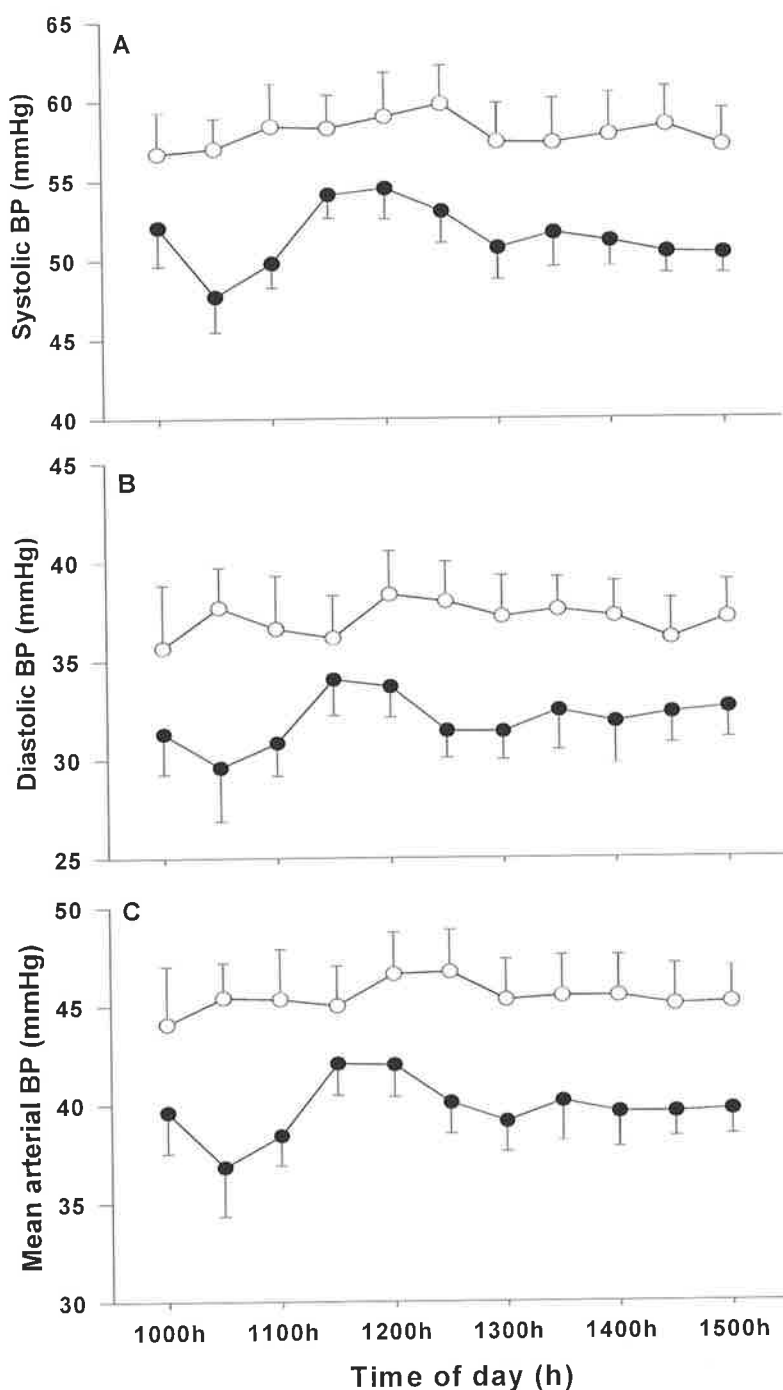 A
Systolic BP (mmHg)
65
60
55
50
45
40
B
Diastolic BP (mmHg)
45
40
35
30
25
C
Mean arterial BP (mmHg)
50
45
40
35
30
1000h 1100h 1200h 1300h 1400h 1500h
Time of day (h)